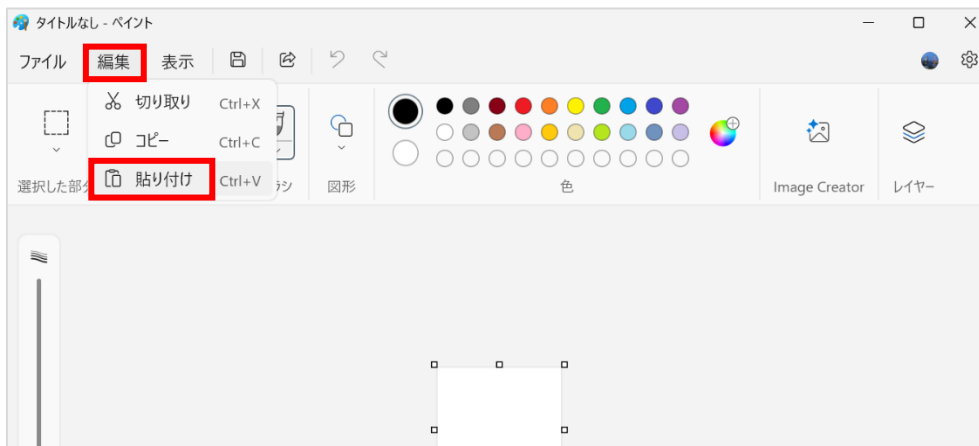 タイトルなし - ペイント
ファイル 編集 表示
切り取り Ctrl+X
コピー Ctrl+C
貼り付け Ctrl+V
選択した部 シ 図形 色 Image Creator レイヤー